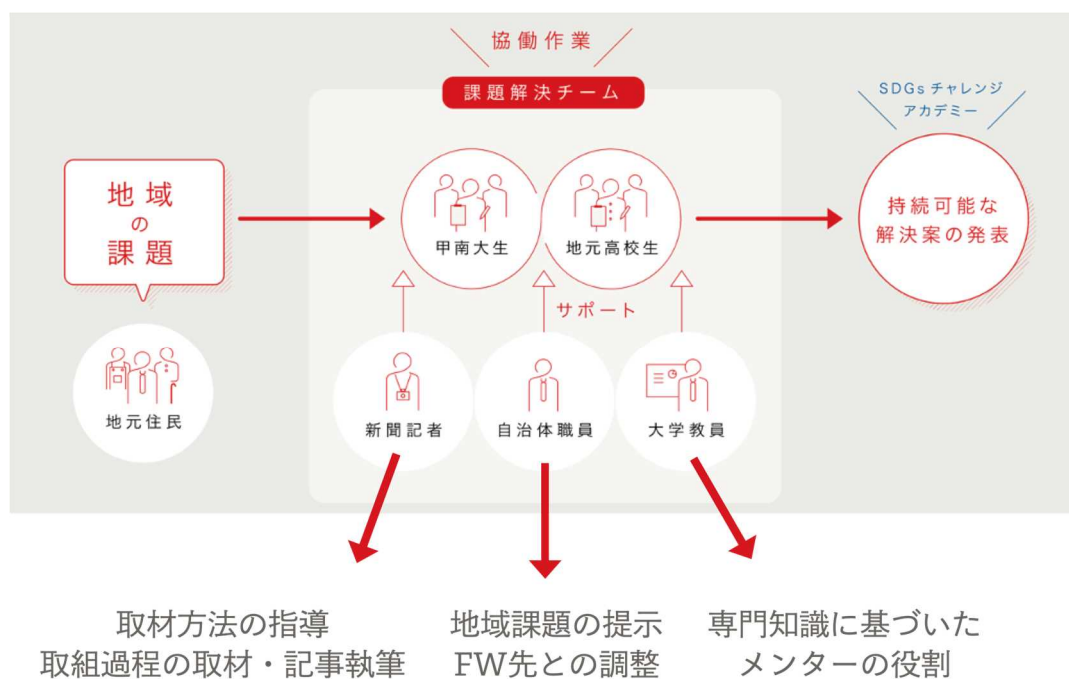 協働作業
課題解決チーム
SDGsチャレンジ
アカデミー
地域
の
課題
甲南大生
地元高校生
持続可能な
解決案の発表
サポート
地元住民
新聞記者
自治体職員
大学教員
取材方法の指導
取組過程の取材・記事執筆
地域課題の提示
FW先との調整
専門知識に基づいた
メンターの役割